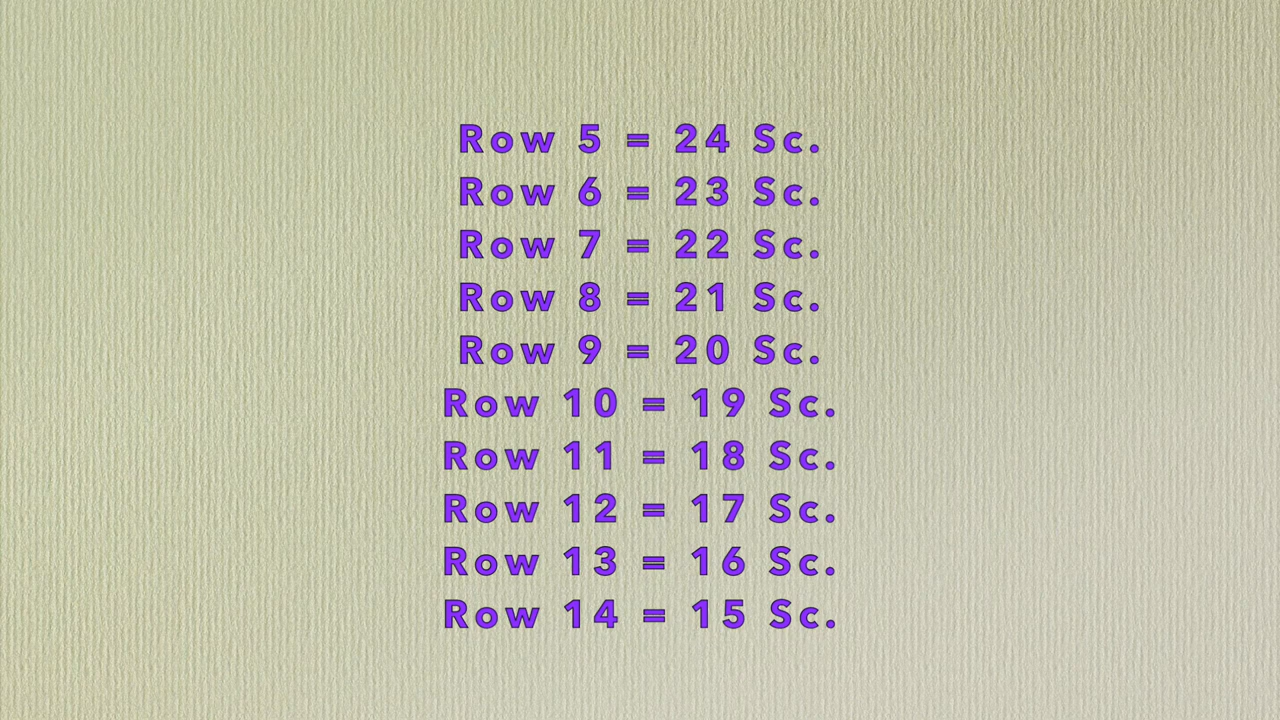 Row 5 = 24 Sc.
Row 6 = 23 Sc.
Row 7 = 22 Sc.
Row 8 = 21 Sc.
Row 9 = 20 Sc.
Row 10 = 19 Sc.
Row 11 = 18 Sc.
Row 12 = 17 Sc.
Row 13 = 16 Sc.
Row 14 = 15 Sc.